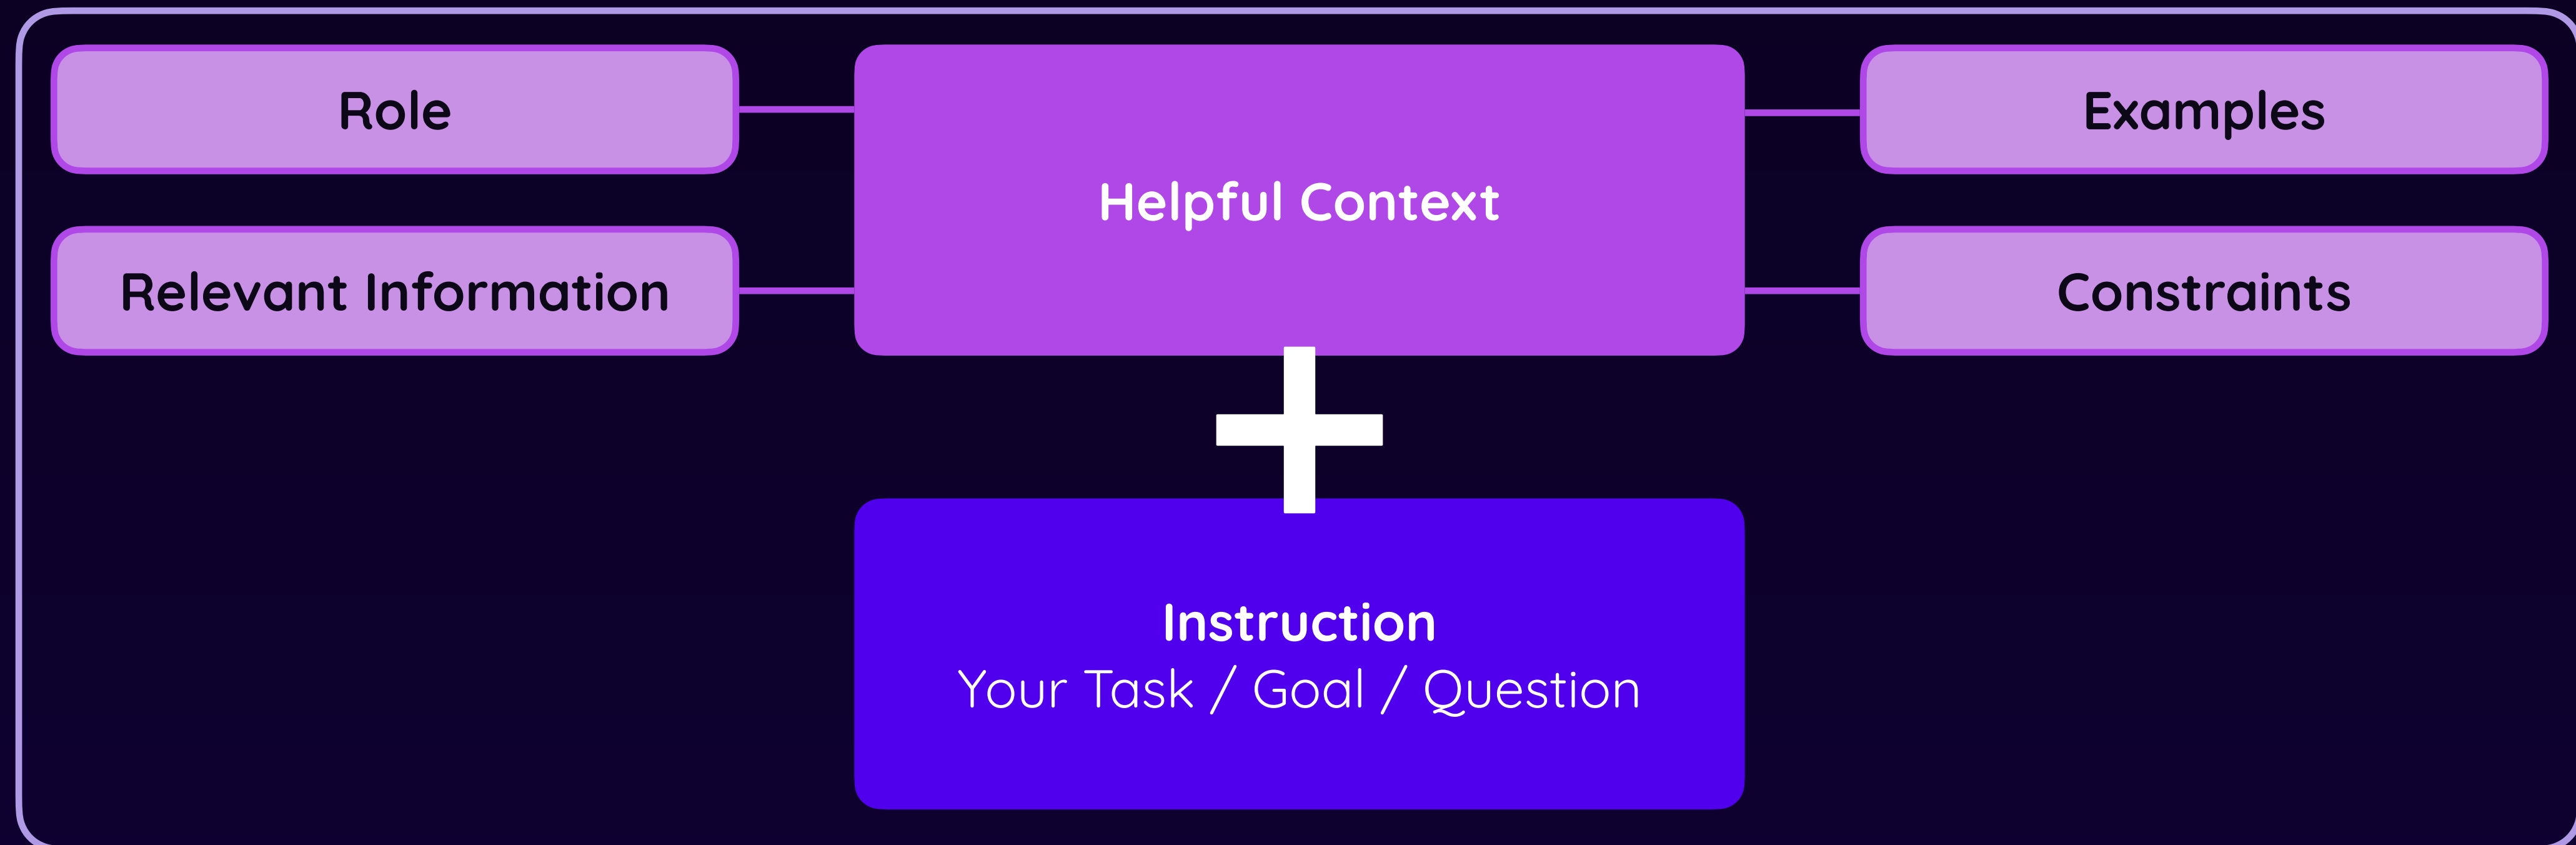 Role
Helpful Context
Examples
Relevant Information
Constraints
Instruction
Your Task / Goal / Question